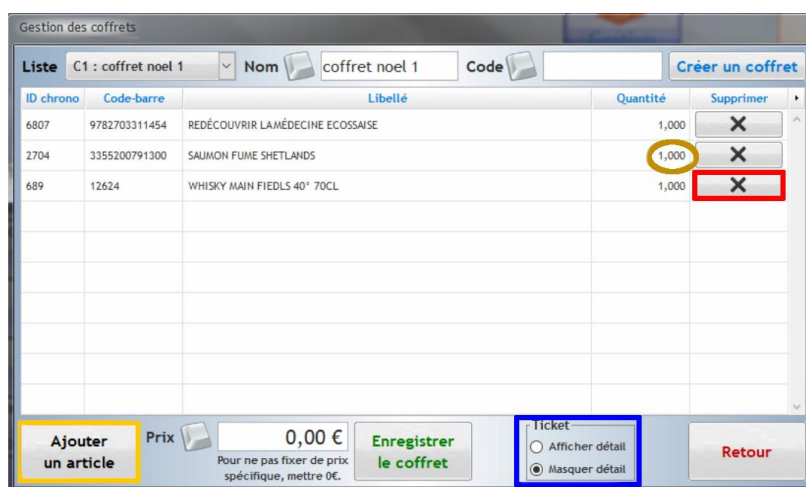 Gestion des coffrets
Liste C1 : coffret noel 1 Nom coffret noel 1 Code Créer un coffret
ID chrono Code-barre Libellé Quantité Supprimer
6807 9782703311454 REDÉCOUVRIR LAMÉDECINE ECOSSAISE 1,000 X
2704 3355200791300 SAUMON FUME SHETLANDS 1,000 X
689 12624 WHISKY MAIN FIEDLS 40° 70CL 1,000 X
Ajouter un article
Prix 0,00 €
Pour ne pas fixer de prix
spécifique, mettre 0€.
Enregistrer
le coffret
Ticket
Afficher détail
Masquer détail
Retour